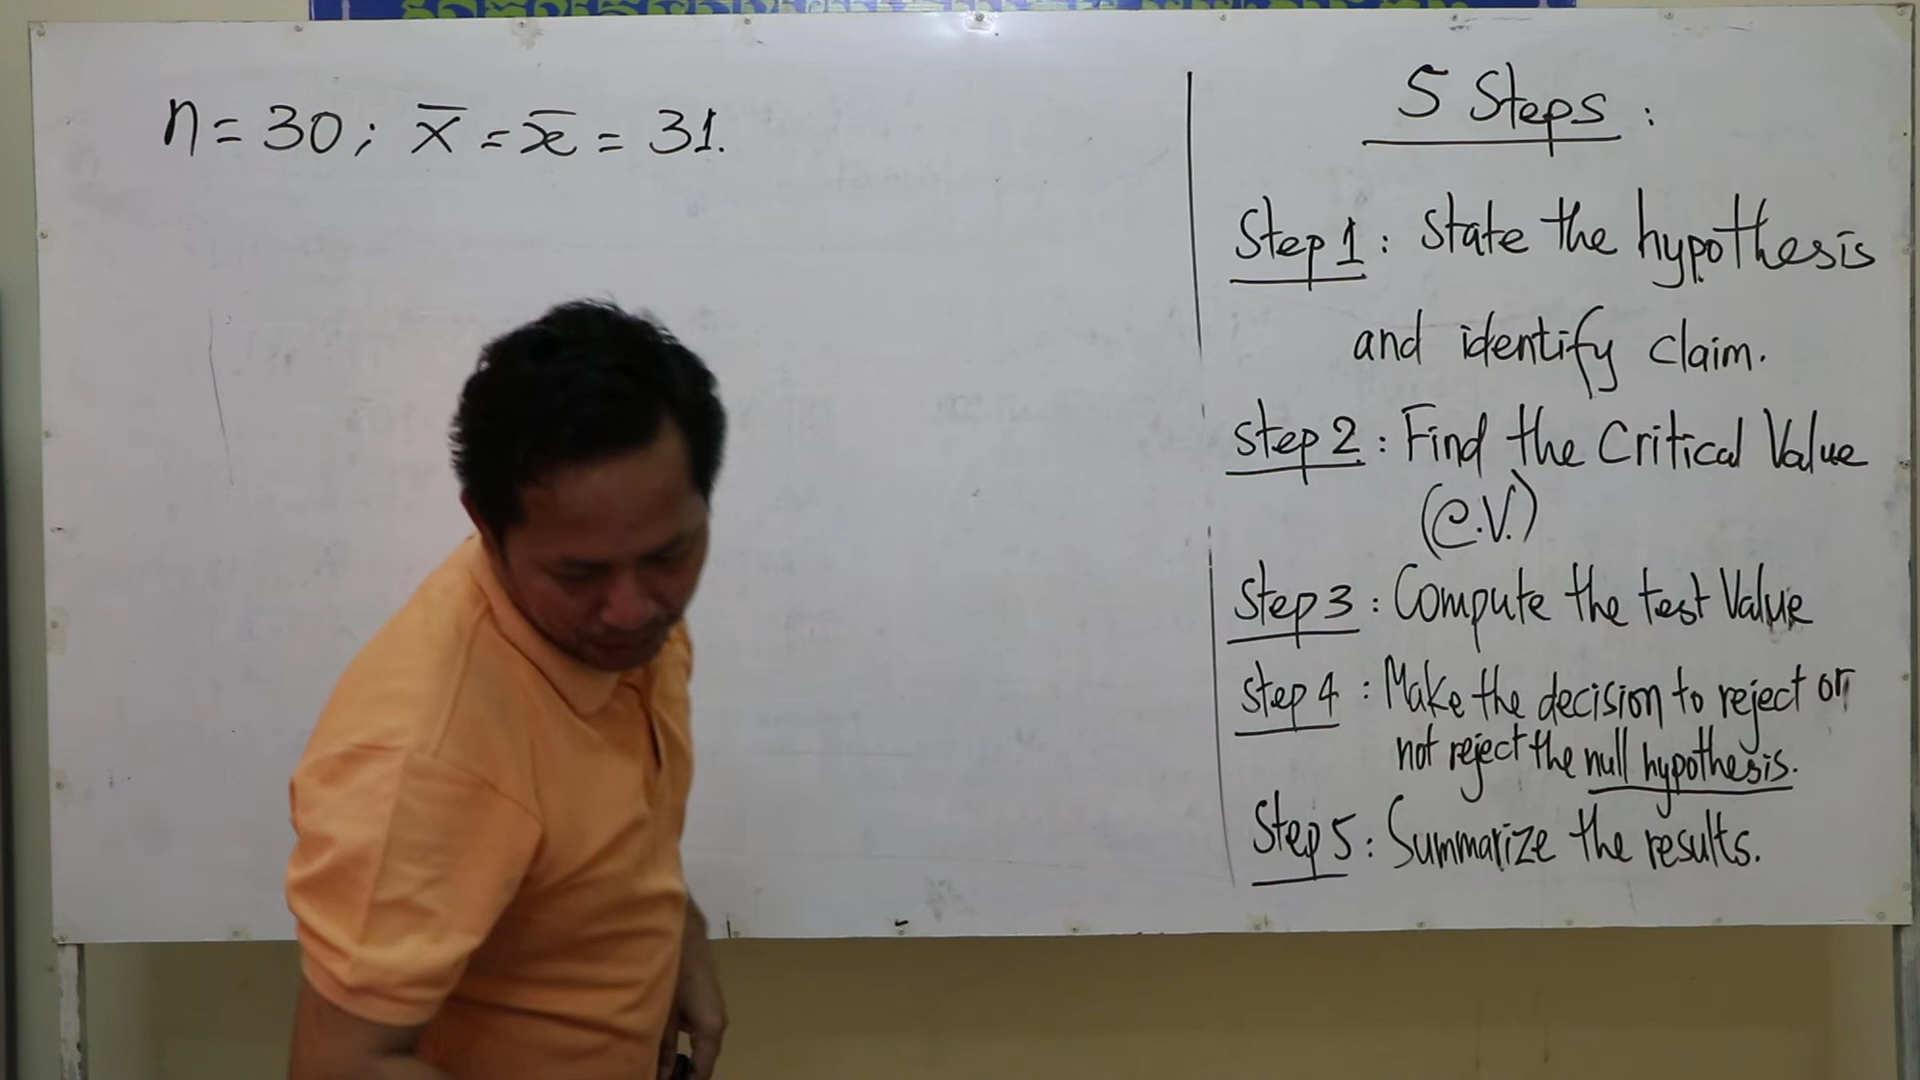 n = 30 ; x̄ = x̄ = 31.
5 Steps :
Step 1 : State the hypothesis
and identify claim.
Step 2 : Find the Critical Value
(C.V.)
Step 3 : Compute the test Value
Step 4 : Make the decision to reject or
not reject the null hypothesis.
Step 5 : Summarize the results.